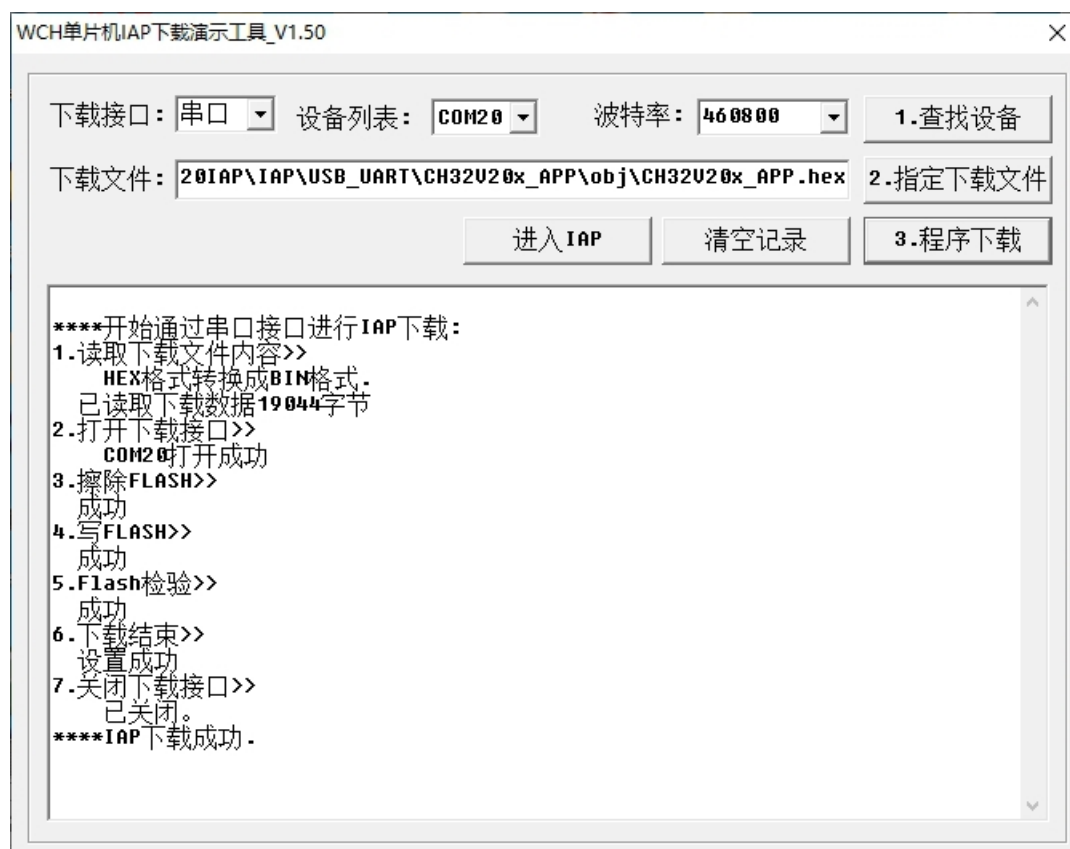 WCH单片机IAP下载演示工具_V1.50
下载接口: 串口 设备列表: COM20 波特率: 460800 1.查找设备
下载文件: 20IAP\IAP\USB_UART\CH32V20x_APP\obj\CH32V20x_APP.hex 2.指定下载文件
进入IAP 清空记录 3.程序下载
****开始通过串口接口进行IAP下载:
1.读取下载文件内容>>
HEX格式转换成BIN格式.
已读取下载数据19044字节
2.打开下载接口>>
COM20打开成功
3.擦除FLASH>>
成功
4.写FLASH>>
成功
5.Flash检验>>
成功
6.下载结束>>
设置成功
7.关闭下载接口>>
已关闭。
****IAP下载成功.